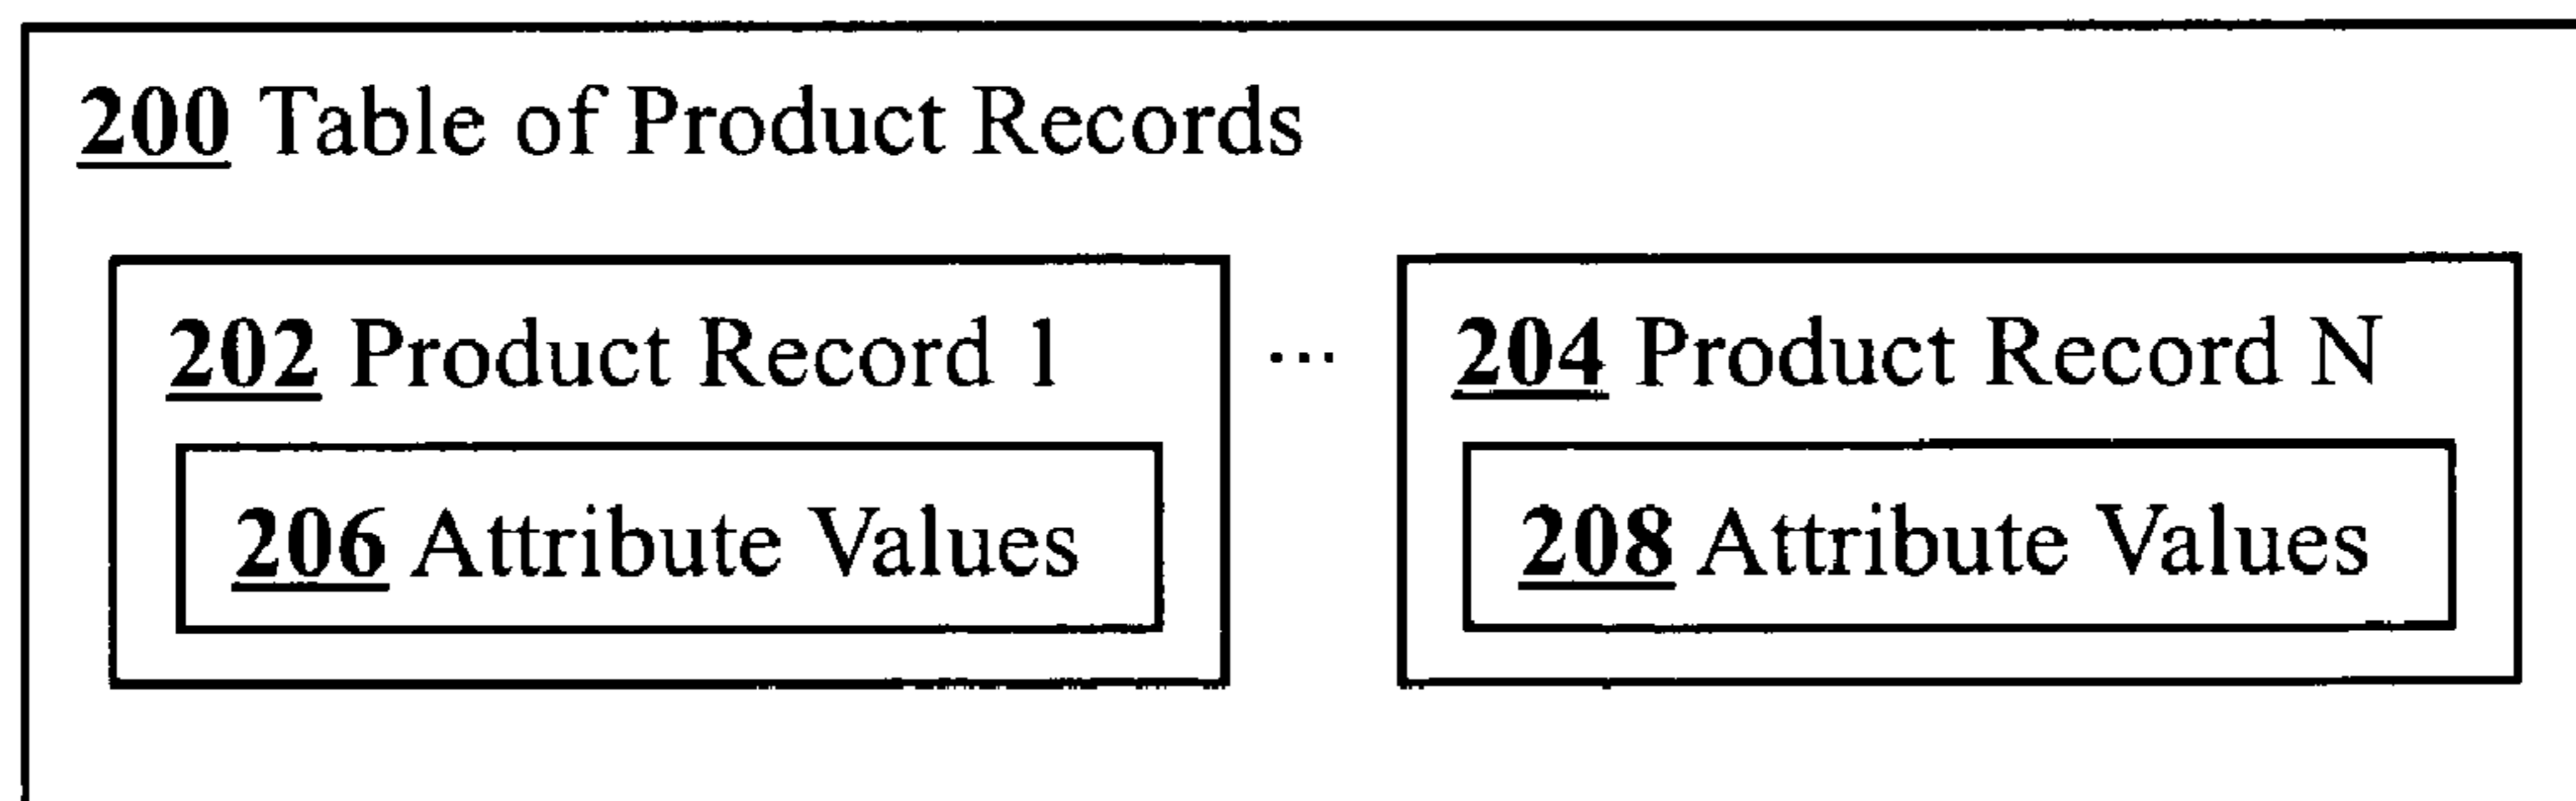 200 Table of Product Records
202 Product Record 1
...
204 Product Record N
206 Attribute Values
208 Attribute Values